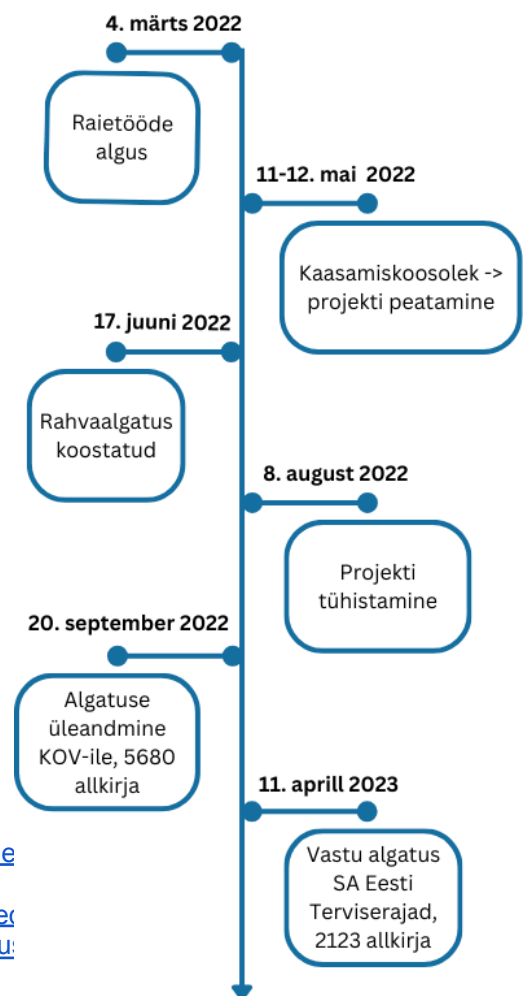 4. märts 2022
Raietööde
algus
11-12. mai 2022
Kaasamiskoosolek ->
projekti peatamine
17. juuni 2022
Rahvaalgatus
koostatud
8. august 2022
Projekti
tühistamine
20. september 2022
Algatuse
üleandmine
KOV-ile, 5680
allkirja
11. aprill 2023
Vastu algatus
SA Eesti
Terviserajad,
2123 allkirja